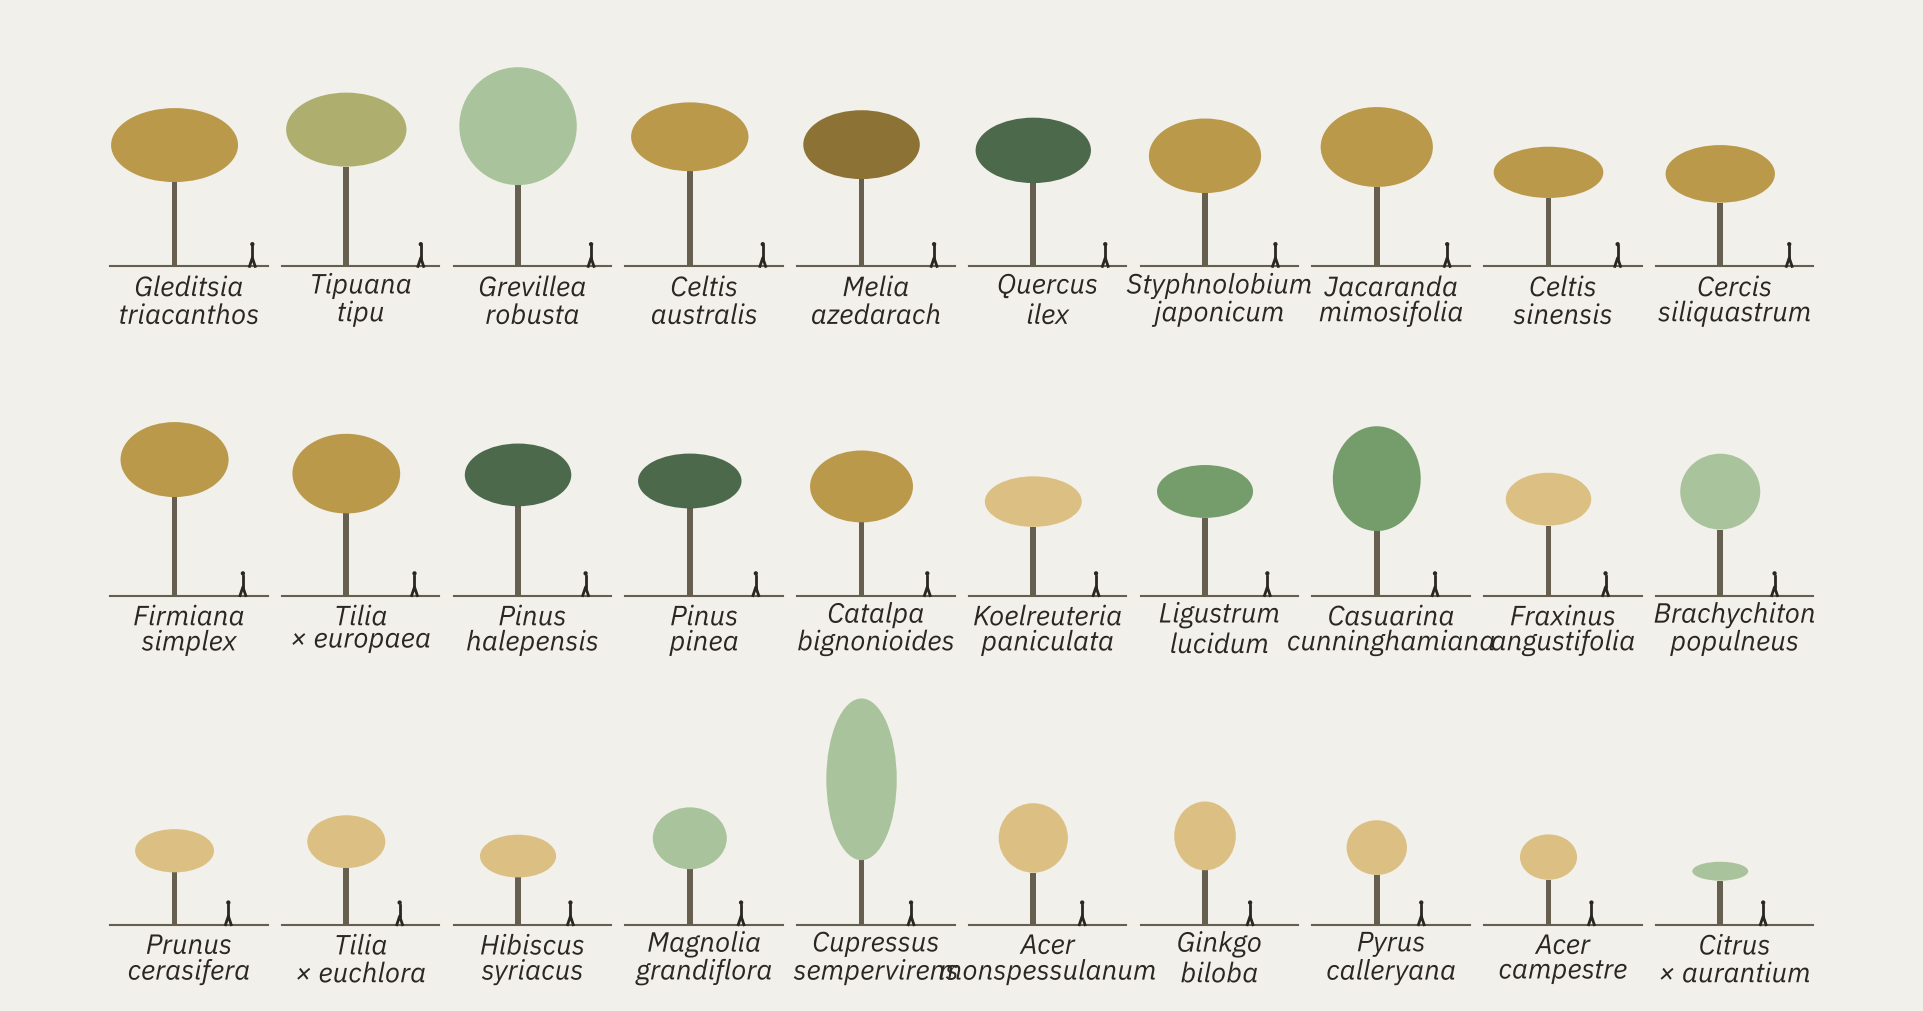 Gleditsia
triacanthos
Tipuana
tipu
Grevillea
robusta
Celtis
australis
Melia
azedarach
Quercus
ilex
Styphnolobium
japonicum
Jacaranda
mimosifolia
Celtis
sinensis
Cercis
siliquastrum
Firmiana
simplex
Tilia
× europaea
Pinus
halepensis
Pinus
pinea
Catalpa
bignonioides
Koelreuteria
paniculata
Ligustrum
lucidum
Casuarina
cunninghamiana
Fraxinus
angustifolia
Brachychiton
populneus
Prunus
cerasifera
Tilia
× euchlora
Hibiscus
syriacus
Magnolia
grandiflora
Cupressus
sempervirens
Acer
monspessulanum
Ginkgo
biloba
Pyrus
calleryana
Acer
campestre
Citrus
× aurantium